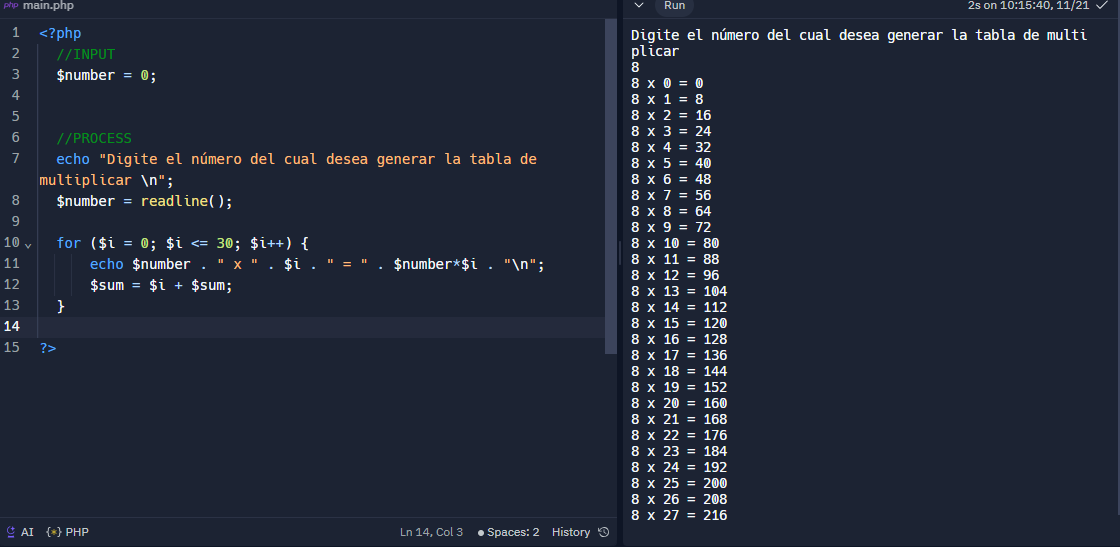 php main.php
1 <?php
2 //INPUT
3 $number = 0;
4
5
6 //PROCESS
7 echo "Digite el número del cual desea generar la tabla de
multiplicar \n";
8 $number = readline();
9
10 for ($i = 0; $i <= 30; $i++) {
11 echo $number . " x " . $i . " = " . $number*$i . "\n";
12 $sum = $i + $sum;
13 }
14
15 ?>
AI {} PHP Ln 14, Col 3 Spaces: 2 History
Run 2s on 10:15:40, 11/21
Digite el número del cual desea generar la tabla de multi
plicar
8
8 x 0 = 0
8 x 1 = 8
8 x 2 = 16
8 x 3 = 24
8 x 4 = 32
8 x 5 = 40
8 x 6 = 48
8 x 7 = 56
8 x 8 = 64
8 x 9 = 72
8 x 10 = 80
8 x 11 = 88
8 x 12 = 96
8 x 13 = 104
8 x 14 = 112
8 x 15 = 120
8 x 16 = 128
8 x 17 = 136
8 x 18 = 144
8 x 19 = 152
8 x 20 = 160
8 x 21 = 168
8 x 22 = 176
8 x 23 = 184
8 x 24 = 192
8 x 25 = 200
8 x 26 = 208
8 x 27 = 216